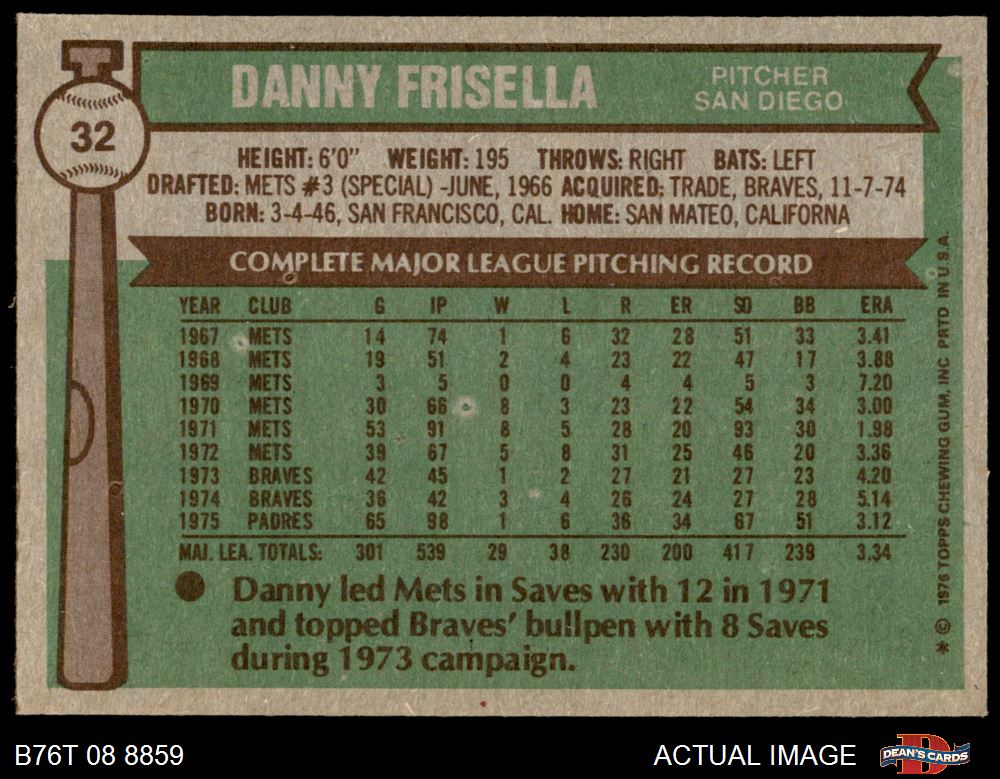 32
DANNY FRISELLA
PITCHER
SAN DIEGO
HEIGHT: 6'0" WEIGHT: 195 THROWS: RIGHT BATS: LEFT
DRAFTED: METS #3 (SPECIAL) -JUNE, 1966 ACQUIRED: TRADE, BRAVES, 11-7-74
BORN: 3-4-46, SAN FRANCISCO, CAL. HOME: SAN MATEO, CALIFORNA
COMPLETE MAJOR LEAGUE PITCHING RECORD
YEAR CLUB G IP W L R ER SO BB ERA
1967 METS 14 74 1 6 32 28 51 33 3.41
1968 METS 19 51 2 4 23 22 47 17 3.88
1969 METS 3 5 0 0 4 4 5 3 7.20
1970 METS 30 66 8 3 23 22 54 34 3.00
1971 METS 53 91 8 5 28 20 93 30 1.98
1972 METS 39 67 5 8 31 25 46 20 3.36
1973 BRAVES 42 45 1 2 27 21 27 23 4.20
1974 BRAVES 36 42 3 4 26 24 27 28 5.14
1975 PADRES 65 98 1 6 36 34 67 51 3.12
MAJ. LEA. TOTALS: 301 539 29 38 230 200 417 239 3.34
Danny led Mets in Saves with 12 in 1971
and topped Braves' bullpen with 8 Saves
during 1973 campaign.
* © 1976 TOPPS CHEWING GUM, INC PRTD IN U.S.A.
B76T 08 8859
ACTUAL IMAGE
DEAN'S CARDS